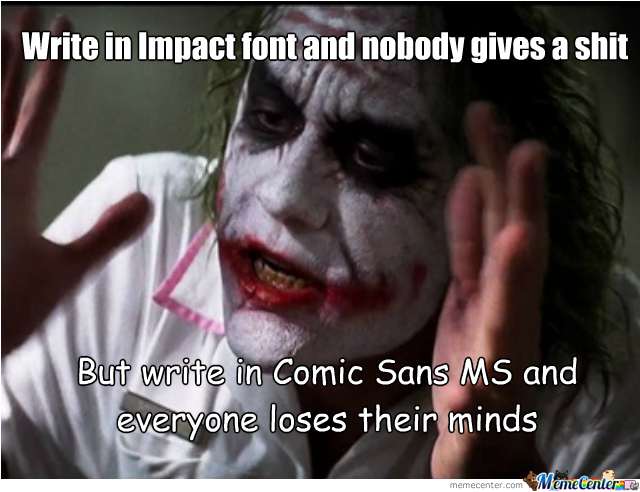 Write in Impact font and nobody gives a shit
But write in Comic Sans MS and
everyone loses their minds
memecenter.com MemeCenter